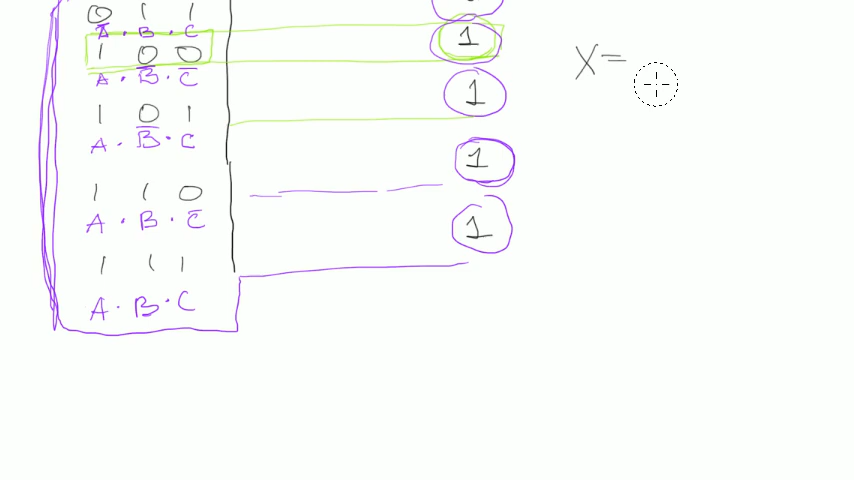 0 1 1
A̅ · B · C
1 0 0 1
A · B̅ · C̅
X =
1 0 1 1
A · B̅ · C
1
1 1 0
A · B · C̅
1
1 1 1
A · B · C